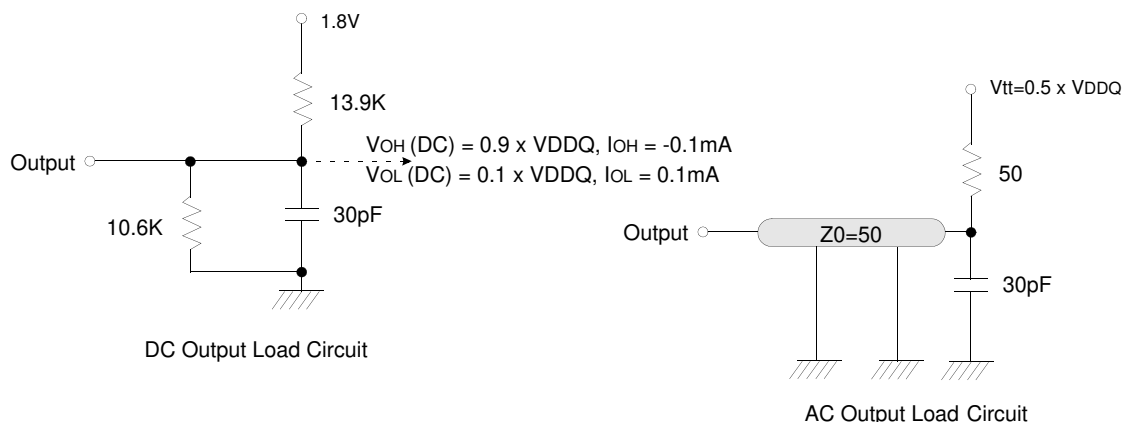 1.8V
13.9K
Output
VOH (DC) = 0.9 x VDDQ, IOH = -0.1mA
VOL (DC) = 0.1 x VDDQ, IOL = 0.1mA
10.6K
30pF
DC Output Load Circuit
Vtt=0.5 x VDDQ
50
Output
Z0=50
30pF
AC Output Load Circuit